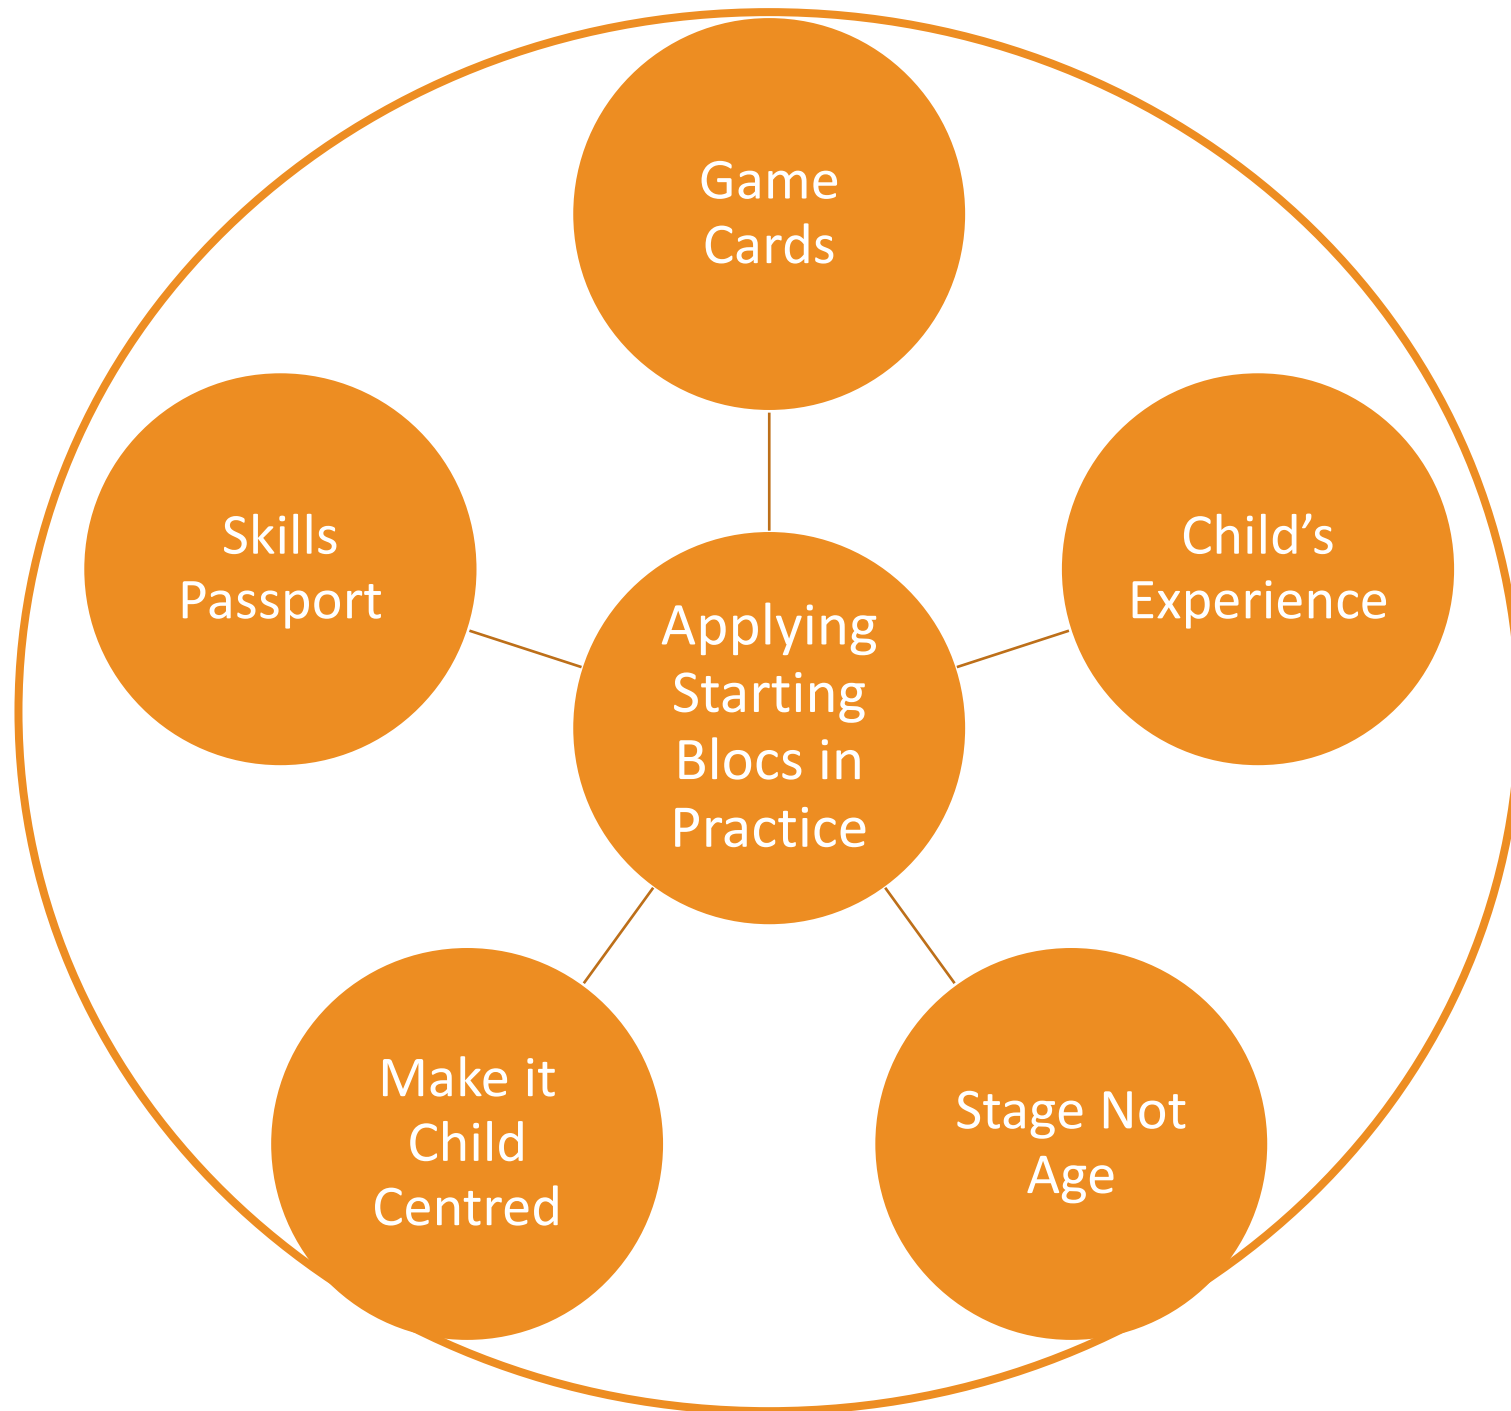 Game
Cards
Skills
Passport
Child’s
Experience
Applying
Starting
Blocs in
Practice
Make it
Child
Centred
Stage Not
Age